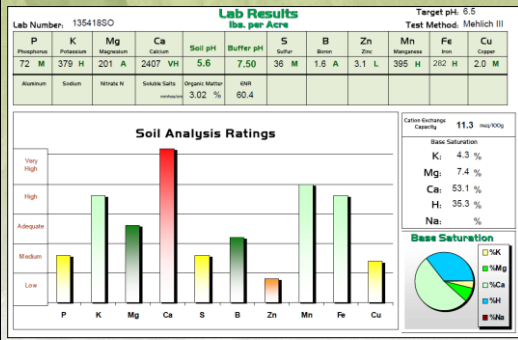 Lab Results
lbs. per Acre
Target pH: 6.5
Lab Number: 135418SO
Test Method: Mehlich III
P K Mg Ca Soil pH Buffer pH S B Zn Mn Fe Cu
Phosphorus Potassium Magnesium Calcium Sulfur Boron Zinc Manganese Iron Copper
72 M 379 H 201 A 2407 VH 5.6 7.50 36 M 1.6 A 3.1 L 395 H 282 H 2.0 M
Aluminum Sodium Nitrate N Soluble Salts Organic Matter ENR
3.02 % 60.4
Soil Analysis Ratings
Very High
High
Adequate
Medium
Low
P K Mg Ca S B Zn Mn Fe Cu
Cation Exchange Capacity 11.3 meq/100g
Base Saturation
K: 4.3 %
Mg: 7.4 %
Ca: 53.1 %
H: 35.3 %
Na: %
Base Saturation
%K
%Mg
%Ca
%H
%Na